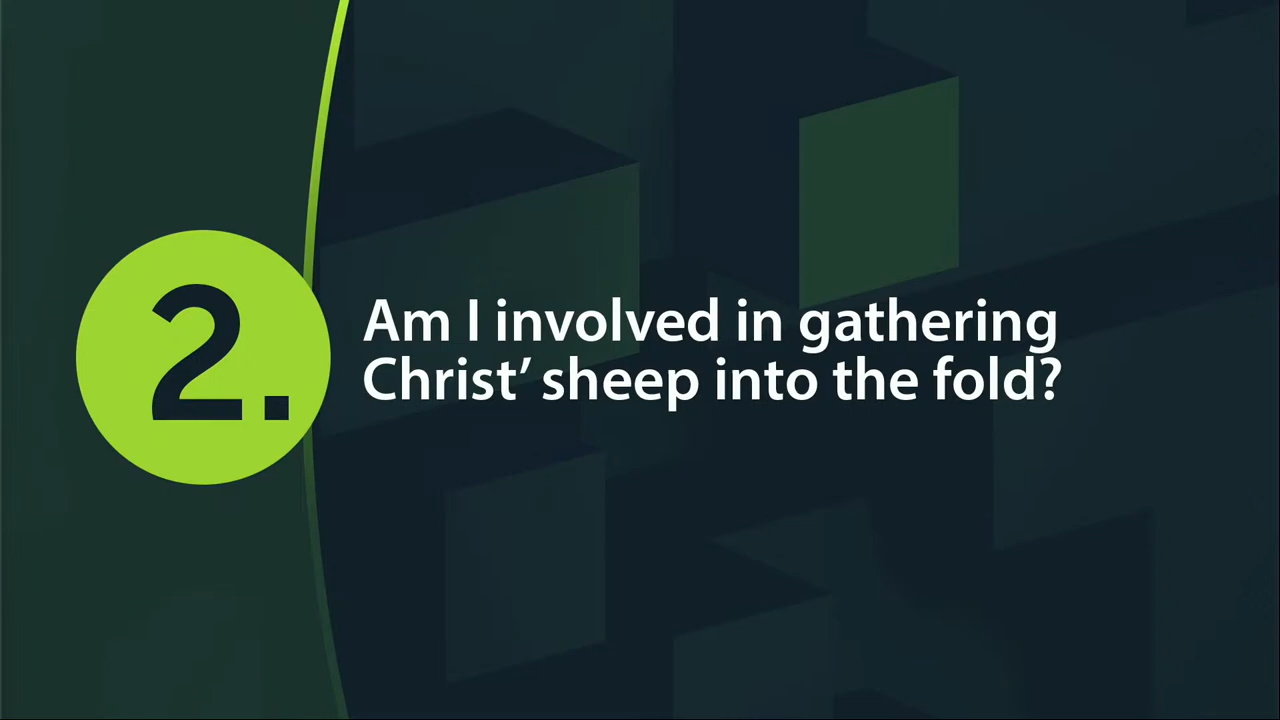 2.
Am I involved in gathering
Christ’ sheep into the fold?